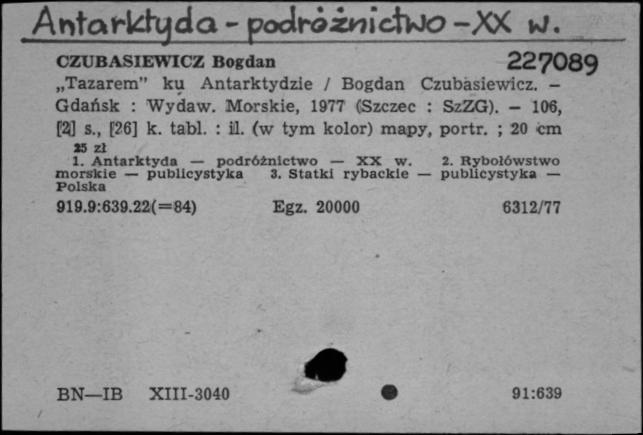 Antarktyda - podróżnictwo - XX w.
CZUBASIEWICZ Bogdan 227089
„Tazarem” ku Antarktydzie / Bogdan Czubasiewicz. —
Gdańsk : Wydaw. Morskie, 1977 (Szczec : SzZG). — 106,
[2] s., [26] k. tabl. : il. (w tym kolor) mapy, portr. ; 20 cm
25 zł
1. Antarktyda — podróżnictwo — XX w. 2. Rybołówstwo
morskie — publicystyka 3. Statki rybackie — publicystyka —
Polska
919.9:639.22(=84) Egz. 20000 6312/77
BN—IB XIII-3040 91:639